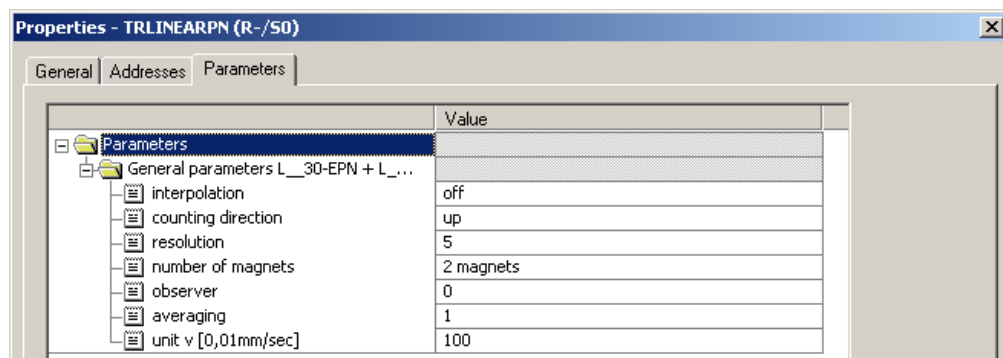 Properties - TRLINEARPN (R-/S0)
General Addresses Parameters
Value
Parameters
General parameters L__30-EPN + L_...
interpolation off
counting direction up
resolution 5
number of magnets 2 magnets
observer 0
averaging 1
unit v [0,01mm/sec] 100